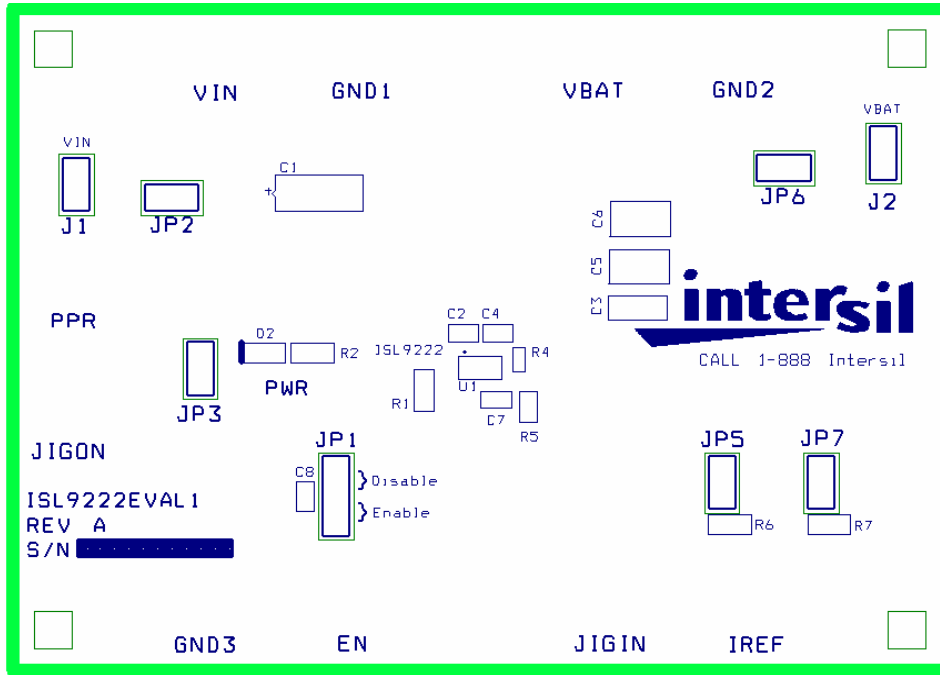 VIN GND1 VBAT GND2
VBAT
VIN
C1
+
J1 JP2 JP6 J2
C6
C5
C3
intersil
CALL 1-888 Intersil
PPR
C2 C4
D2 R2 ISL9222 R4
U1
PWR
JP3
R1
C7
R5
JIGON
JP1 JP5 JP7
C8
Disable
Enable
ISL9222EVAL1
REV A
S/N
R6 R7
GND3 EN JIGIN IREF